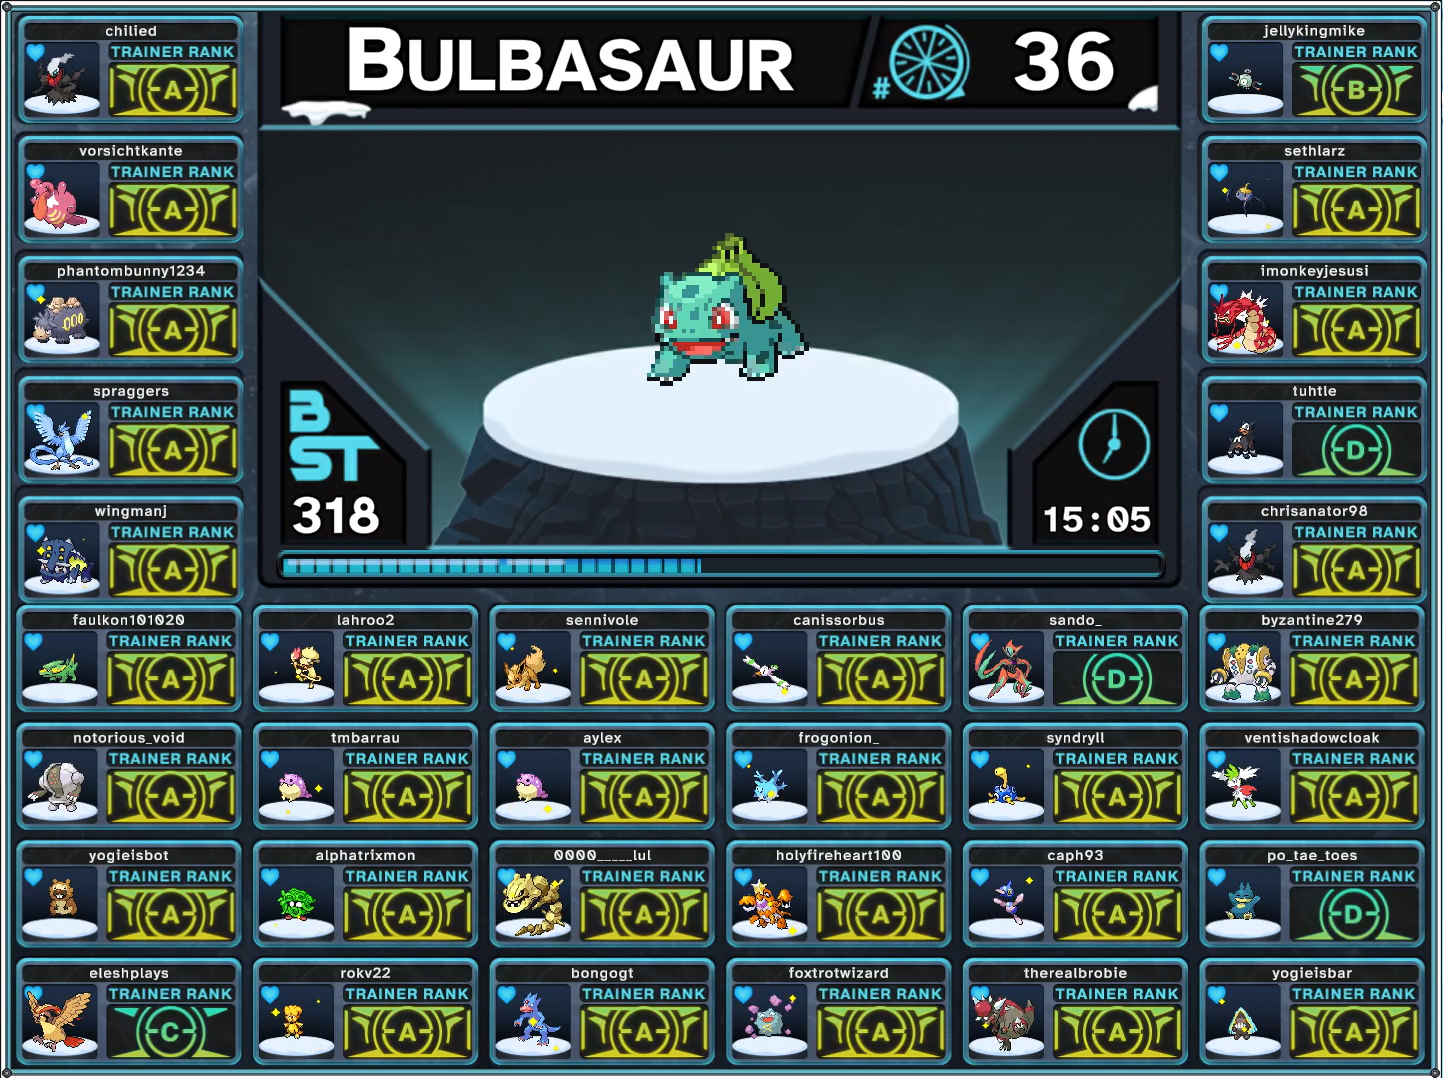 BULBASAUR
# 36
BST
318
15:05
chilied
TRAINER RANK
A
vorsichtkante
TRAINER RANK
A
phantombunny1234
TRAINER RANK
A
spraggers
TRAINER RANK
A
wingmanj
TRAINER RANK
A
jellykingmike
TRAINER RANK
B
sethlarz
TRAINER RANK
A
imonkeyjesusi
TRAINER RANK
A
tuhtle
TRAINER RANK
D
chrisanator98
TRAINER RANK
A
faulkon101020
TRAINER RANK
A
lahroo2
TRAINER RANK
A
sennivole
TRAINER RANK
A
canissorbus
TRAINER RANK
A
sando_
TRAINER RANK
D
byzantine279
TRAINER RANK
A
notorious_void
TRAINER RANK
A
tmbarrau
TRAINER RANK
A
aylex
TRAINER RANK
A
frogonion_
TRAINER RANK
A
syndryll
TRAINER RANK
A
ventishadowcloak
TRAINER RANK
A
yogieisbot
TRAINER RANK
A
alphatrixmon
TRAINER RANK
A
0000_____lul
TRAINER RANK
A
holyfireheart100
TRAINER RANK
A
caph93
TRAINER RANK
A
po_tae_toes
TRAINER RANK
D
eleshplays
TRAINER RANK
C
rokv22
TRAINER RANK
A
bongogt
TRAINER RANK
A
foxtrotwizard
TRAINER RANK
A
therealbrobie
TRAINER RANK
A
yogieisbar
TRAINER RANK
A